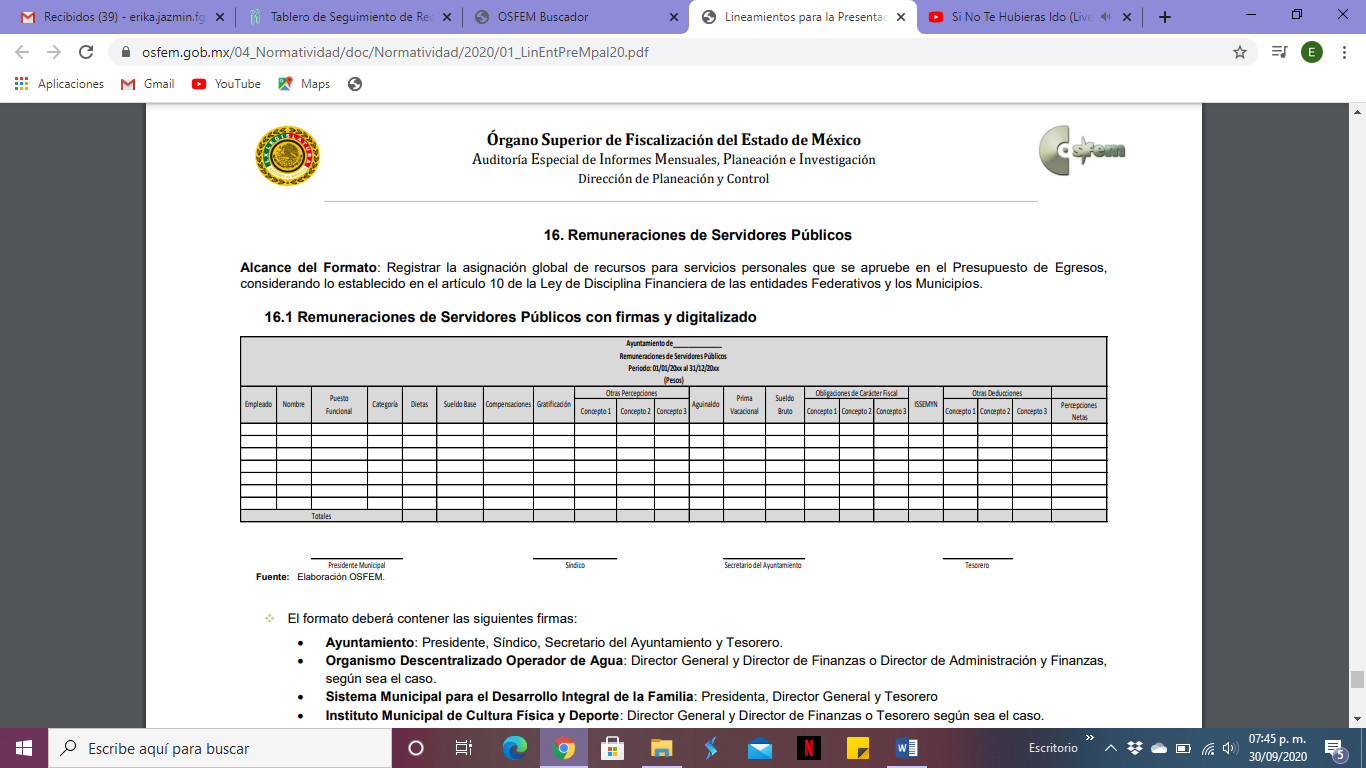 Recibidos (39) - erika.jazmin.fg
Tablero de Seguimiento de Re
OSFEM Buscador
Lineamientos para la Presentac
Si No Te Hubieras Ido (Live
osfem.gob.mx/04_Normatividad/doc/Normatividad/2020/01_LinEntPreMpal20.pdf
E
Aplicaciones
Gmail
YouTube
Maps
Órgano Superior de Fiscalización del Estado de México
Auditoría Especial de Informes Mensuales, Planeación e Investigación
Dirección de Planeación y Control
osfem
16. Remuneraciones de Servidores Públicos
Alcance del Formato: Registrar la asignación global de recursos para servicios personales que se apruebe en el Presupuesto de Egresos,
considerando lo establecido en el artículo 10 de la Ley de Disciplina Financiera de las entidades Federativos y los Municipios.
16.1 Remuneraciones de Servidores Públicos con firmas y digitalizado
Ayuntamiento de______________
Remuneraciones de Servidores Públicos
Periodo: 01/01/20xx al 31/12/20xx
(Pesos)
Empleado Nombre Puesto Funcional Categoría Dietas Sueldo Base Compensaciones Gratificación Otras Percepciones Aguinaldo Prima Vacacional Sueldo Bruto Obligaciones de Carácter Fiscal ISSEMYN Otras Deducciones Percepciones Netas
Concepto 1 Concepto 2 Concepto 3 Concepto 1 Concepto 2 Concepto 3 Concepto 1 Concepto 2 Concepto 3
Totales
Presidente Municipal Síndico Secretario del Ayuntamiento Tesorero
Fuente: Elaboración OSFEM.
El formato deberá contener las siguientes firmas:
• Ayuntamiento: Presidente, Síndico, Secretario del Ayuntamiento y Tesorero.
• Organismo Descentralizado Operador de Agua: Director General y Director de Finanzas o Director de Administración y Finanzas,
según sea el caso.
• Sistema Municipal para el Desarrollo Integral de la Familia: Presidenta, Director General y Tesorero
• Instituto Municipal de Cultura Física y Deporte: Director General y Director de Finanzas o Tesorero según sea el caso.
Escribe aquí para buscar
N
Escritorio
07:45 p. m.
30/09/2020
5